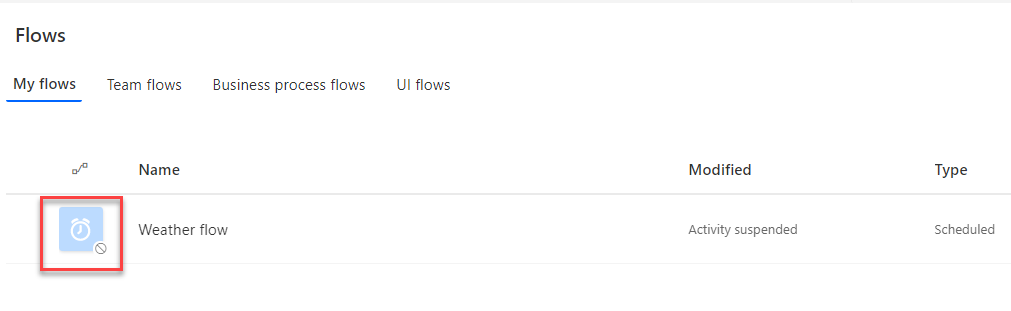 Flows
My flows Team flows Business process flows UI flows
Name Modified Type
Weather flow Activity suspended Scheduled